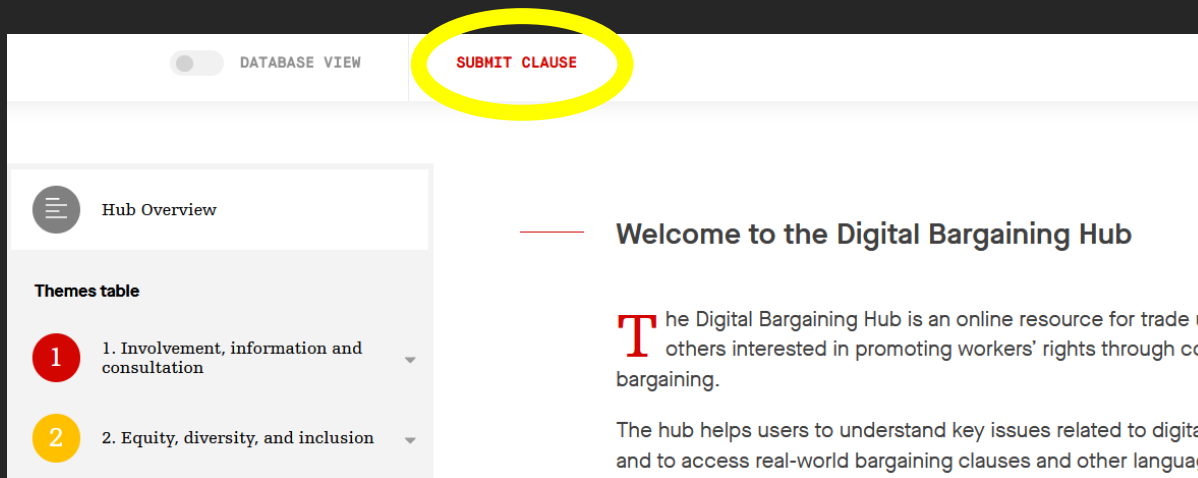 DATABASE VIEW
SUBMIT CLAUSE
Hub Overview
Themes table
1
1. Involvement, information and
consultation
2
2. Equity, diversity, and inclusion
Welcome to the Digital Bargaining Hub
The Digital Bargaining Hub is an online resource for trade
others interested in promoting workers’ rights through
bargaining.
The hub helps users to understand key issues related to
and to access real-world bargaining clauses and other